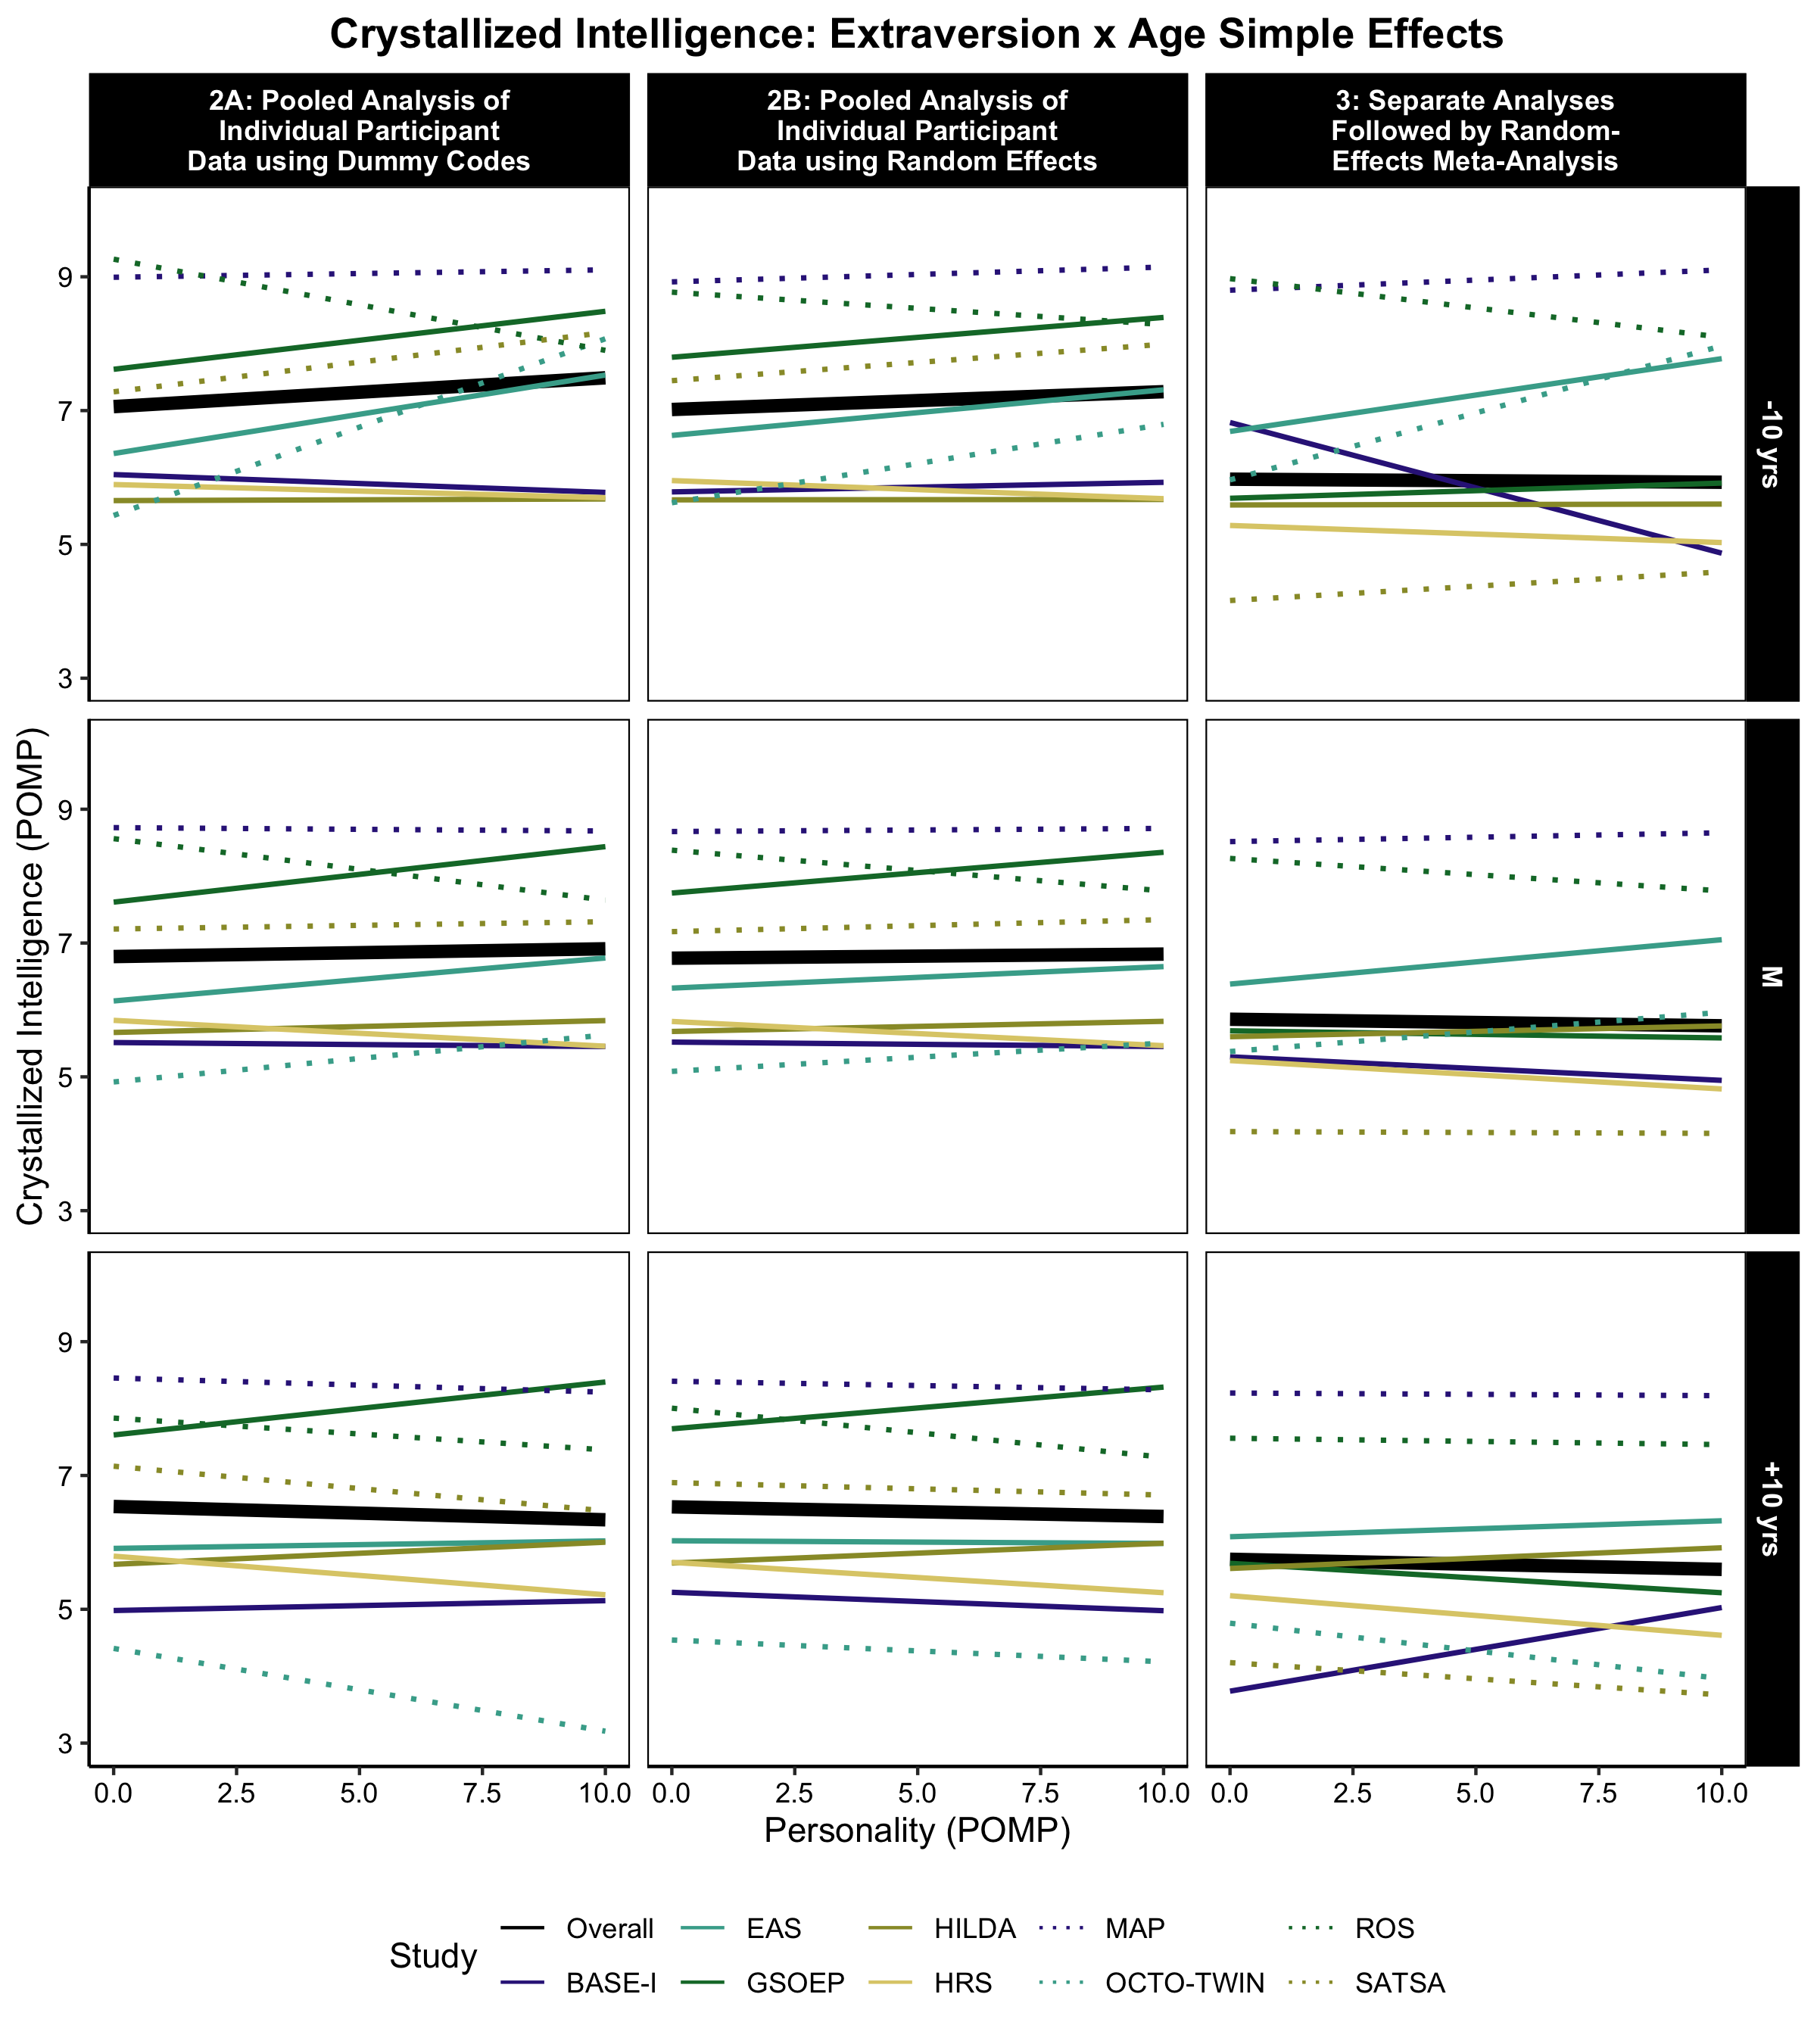 Crystallized Intelligence: Extraversion x Age Simple Effects
2A: Pooled Analysis of
Individual Participant
Data using Dummy Codes
2B: Pooled Analysis of
Individual Participant
Data using Random Effects
3: Separate Analyses
Followed by Random-
Effects Meta-Analysis
9
7
5
3
-10 yrs
9
7
5
3
M
9
7
5
3
+10 yrs
Crystallized Intelligence (POMP)
0.0 2.5 5.0 7.5 10.0 0.0 2.5 5.0 7.5 10.0 0.0 2.5 5.0 7.5 10.0
Personality (POMP)
Study
Overall EAS HILDA MAP ROS
BASE-I GSOEP HRS OCTO-TWIN SATSA